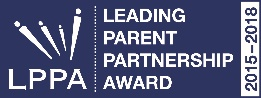 LPPA
LEADING
PARENT
PARTNERSHIP
AWARD
2015-2018